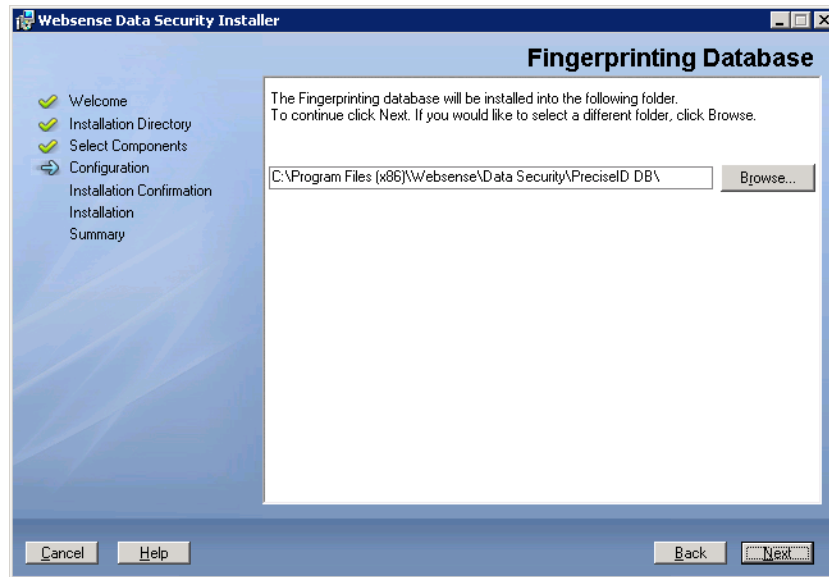 Websense Data Security Installer
Fingerprinting Database
Welcome
Installation Directory
Select Components
Configuration
Installation Confirmation
Installation
Summary
The Fingerprinting database will be installed into the following folder.
To continue click Next. If you would like to select a different folder, click Browse.
C:\Program Files (x86)\Websense\Data Security\PreciseID DB\
Browse...
Cancel
Help
Back
Next